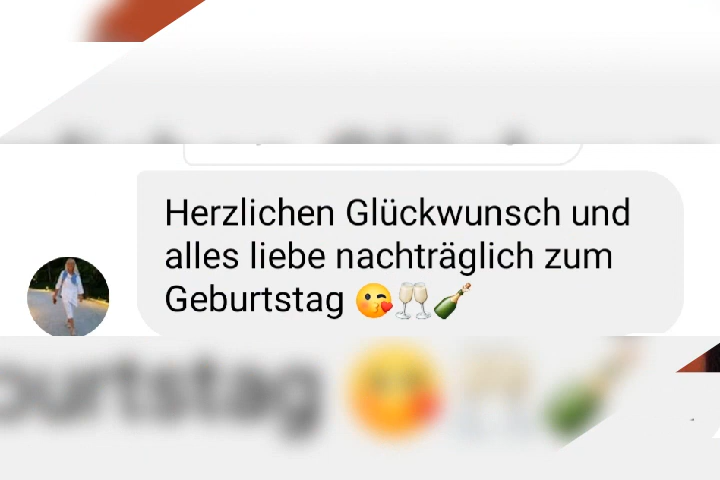 Herzlichen Glückwunsch und
alles liebe nachträglich zum
Geburtstag 😘🥂🍾